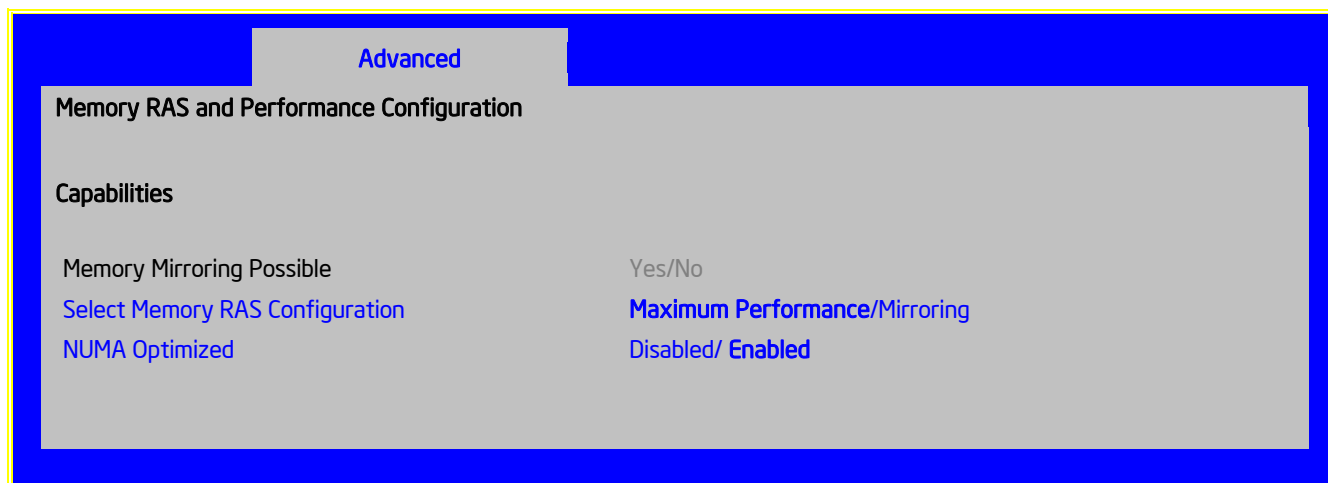 Advanced
Memory RAS and Performance Configuration
Capabilities
Memory Mirroring Possible Yes/No
Select Memory RAS Configuration Maximum Performance/Mirroring
NUMA Optimized Disabled/ Enabled